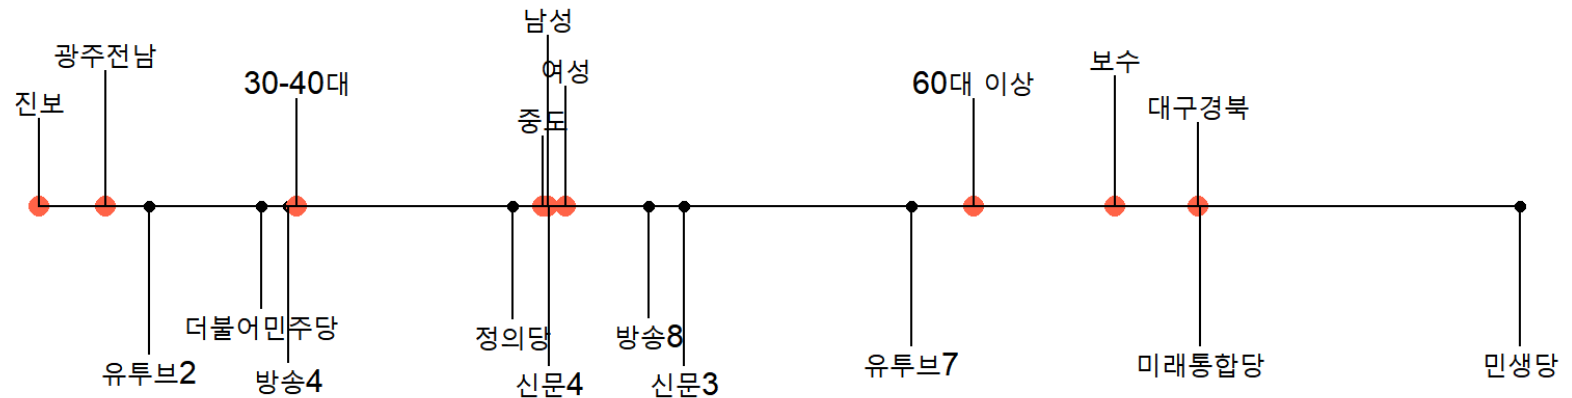 남성
광주전남
보수
여성
30-40대
60대 이상
진보
대구경북
중도
더불어민주당
정의당
방송8
유투브7
미래통합당
민생당
유투브2
방송4
신문4
신문3